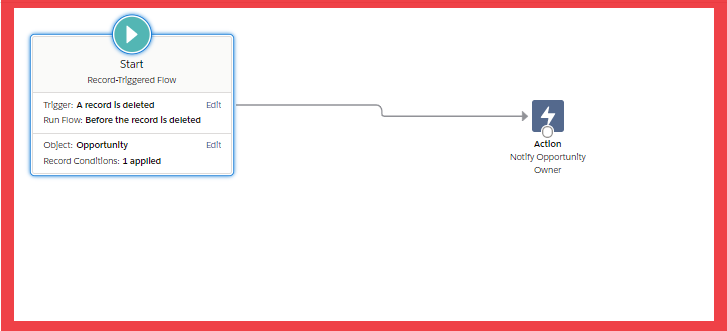 Start
Record-Triggered Flow
Trigger: A record is deleted Edit
Run Flow: Before the record is deleted
Object: Opportunity Edit
Record Conditions: 1 applied
Action
Notify Opportunity
Owner